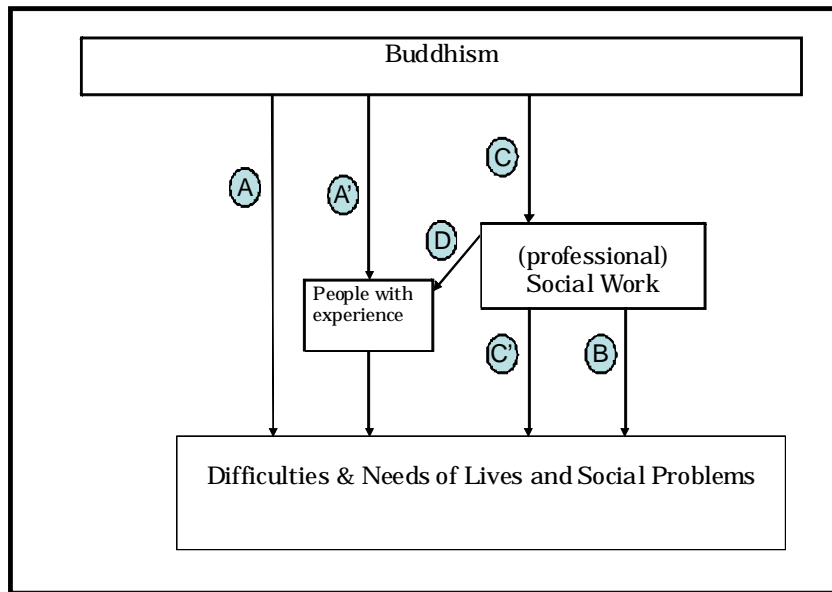 Buddhism
C
A
A'
D
(professional)
Social Work
People with
experience
C'
B
Difficulties & Needs of Lives and Social Problems